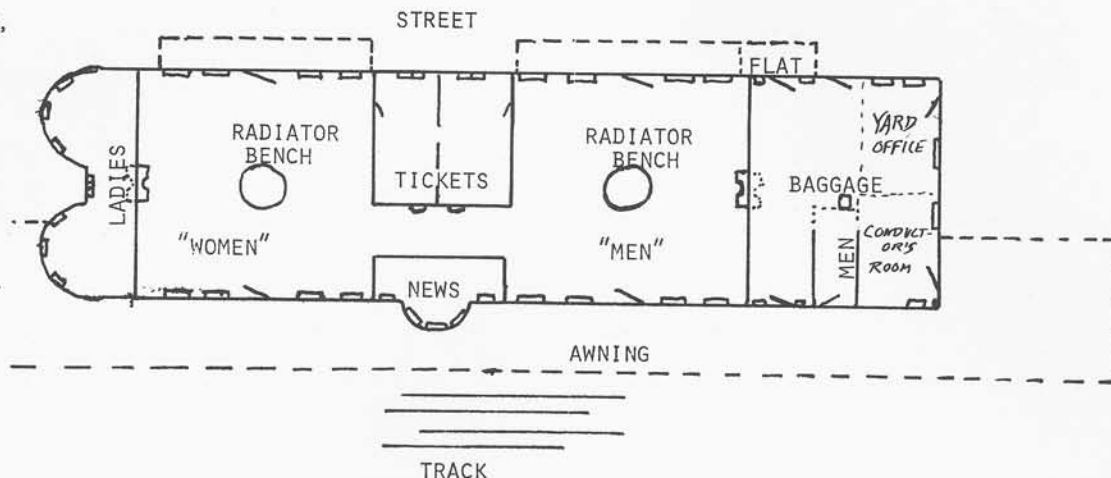 STREET
FLAT
RADIATOR
BENCH
TICKETS
RADIATOR
BENCH
YARD
OFFICE
LADIES
BAGGAGE
"WOMEN"
"MEN"
MEN
CONDUCT-
OR'S
ROOM
NEWS
AWNING
TRACK